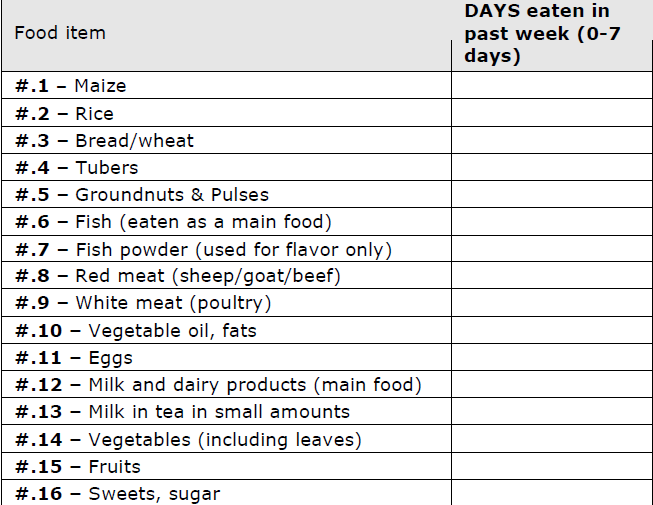 Food item
DAYS eaten in
past week (0-7
days)
#.1 – Maize
#.2 – Rice
#.3 – Bread/wheat
#.4 – Tubers
#.5 – Groundnuts & Pulses
#.6 – Fish (eaten as a main food)
#.7 – Fish powder (used for flavor only)
#.8 – Red meat (sheep/goat/beef)
#.9 – White meat (poultry)
#.10 – Vegetable oil, fats
#.11 – Eggs
#.12 – Milk and dairy products (main food)
#.13 – Milk in tea in small amounts
#.14 – Vegetables (including leaves)
#.15 – Fruits
#.16 – Sweets, sugar